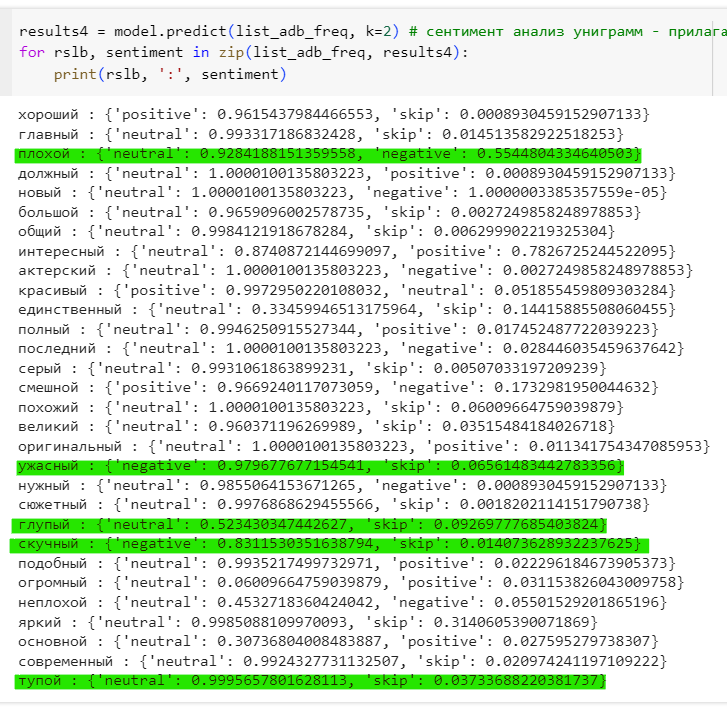 results4 = model.predict(list_adb_freq, k=2) # сентимент анализ униграмм - прилага
for rslb, sentiment in zip(list_adb_freq, results4):
    print(rslb, ':', sentiment)
хороший : {'positive': 0.9615437984466553, 'skip': 0.0008930459152907133}
главный : {'neutral': 0.993317186832428, 'skip': 0.014513582922518253}
плохой : {'neutral': 0.9284188151359558, 'negative': 0.5544804334640503}
должный : {'neutral': 1.0000100135803223, 'positive': 0.0008930459152907133}
новый : {'neutral': 1.0000100135803223, 'negative': 1.0000003385357559e-05}
большой : {'neutral': 0.9659096002578735, 'skip': 0.0027249858248978853}
общий : {'neutral': 0.9984121918678284, 'skip': 0.006299902219325304}
интересный : {'neutral': 0.8740872144699097, 'positive': 0.7826725244522095}
актерский : {'neutral': 1.0000100135803223, 'negative': 0.0027249858248978853}
красивый : {'positive': 0.9972950220108032, 'neutral': 0.051855459809303284}
единственный : {'neutral': 0.33459946513175964, 'skip': 0.14415885508060455}
полный : {'neutral': 0.9946250915527344, 'positive': 0.017452487722039223}
последний : {'neutral': 1.0000100135803223, 'negative': 0.028446035459637642}
серый : {'neutral': 0.9931061863899231, 'skip': 0.00507033197209239}
смешной : {'positive': 0.9669240117073059, 'negative': 0.1732981950044632}
похожий : {'neutral': 1.0000100135803223, 'skip': 0.06009664759039879}
великий : {'neutral': 0.960371196269989, 'skip': 0.03515484184026718}
оригинальный : {'neutral': 1.0000100135803223, 'positive': 0.011341754347085953}
ужасный : {'negative': 0.979677677154541, 'skip': 0.06561483442783356}
нужный : {'neutral': 0.9855064153671265, 'negative': 0.0008930459152907133}
сюжетный : {'neutral': 0.9976868629455566, 'skip': 0.0018202114151790738}
глупый : {'neutral': 0.523430347442627, 'skip': 0.09269777685403824}
скучный : {'negative': 0.8311530351638794, 'skip': 0.014073628932237625}
подобный : {'neutral': 0.9935217499732971, 'positive': 0.022296184673905373}
огромный : {'neutral': 0.06009664759039879, 'positive': 0.031153826043009758}
неплохой : {'neutral': 0.4532718360424042, 'negative': 0.05501529201865196}
яркий : {'neutral': 0.9985088109970093, 'skip': 0.3140605390071869}
основной : {'neutral': 0.30736804008483887, 'positive': 0.027595279738307}
современный : {'neutral': 0.9924327731132507, 'skip': 0.020974241197109222}
тупой : {'neutral': 0.9995657801628113, 'skip': 0.03733688220381737}